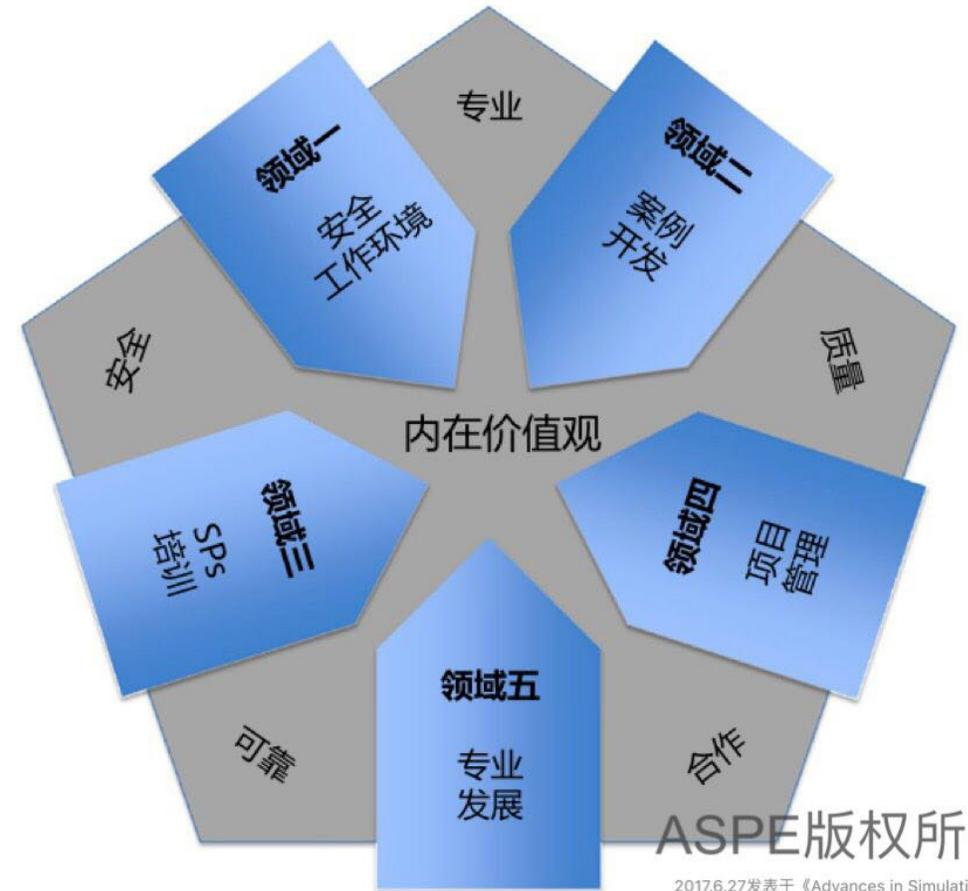 专业
领域一
安全
工作环境
领域二
案例
开发
安全
质量
内在价值观
领域三
SPs
培训
领域四
项目
管理
领域五
专业
发展
可靠
合作
ASPE版权所
2017.6.27发表于《Advances in Simulati